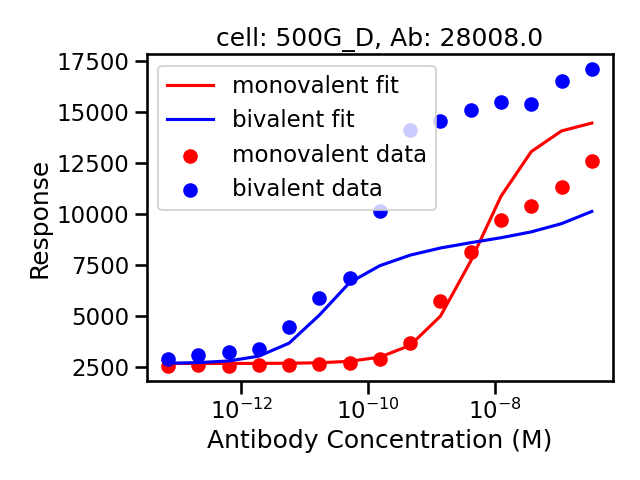 cell: 500G_D, Ab: 28008.0
17500
15000
12500
10000
7500
5000
2500
Response
monovalent fit
bivalent fit
monovalent data
bivalent data
10⁻¹² 10⁻¹⁰ 10⁻⁸
Antibody Concentration (M)